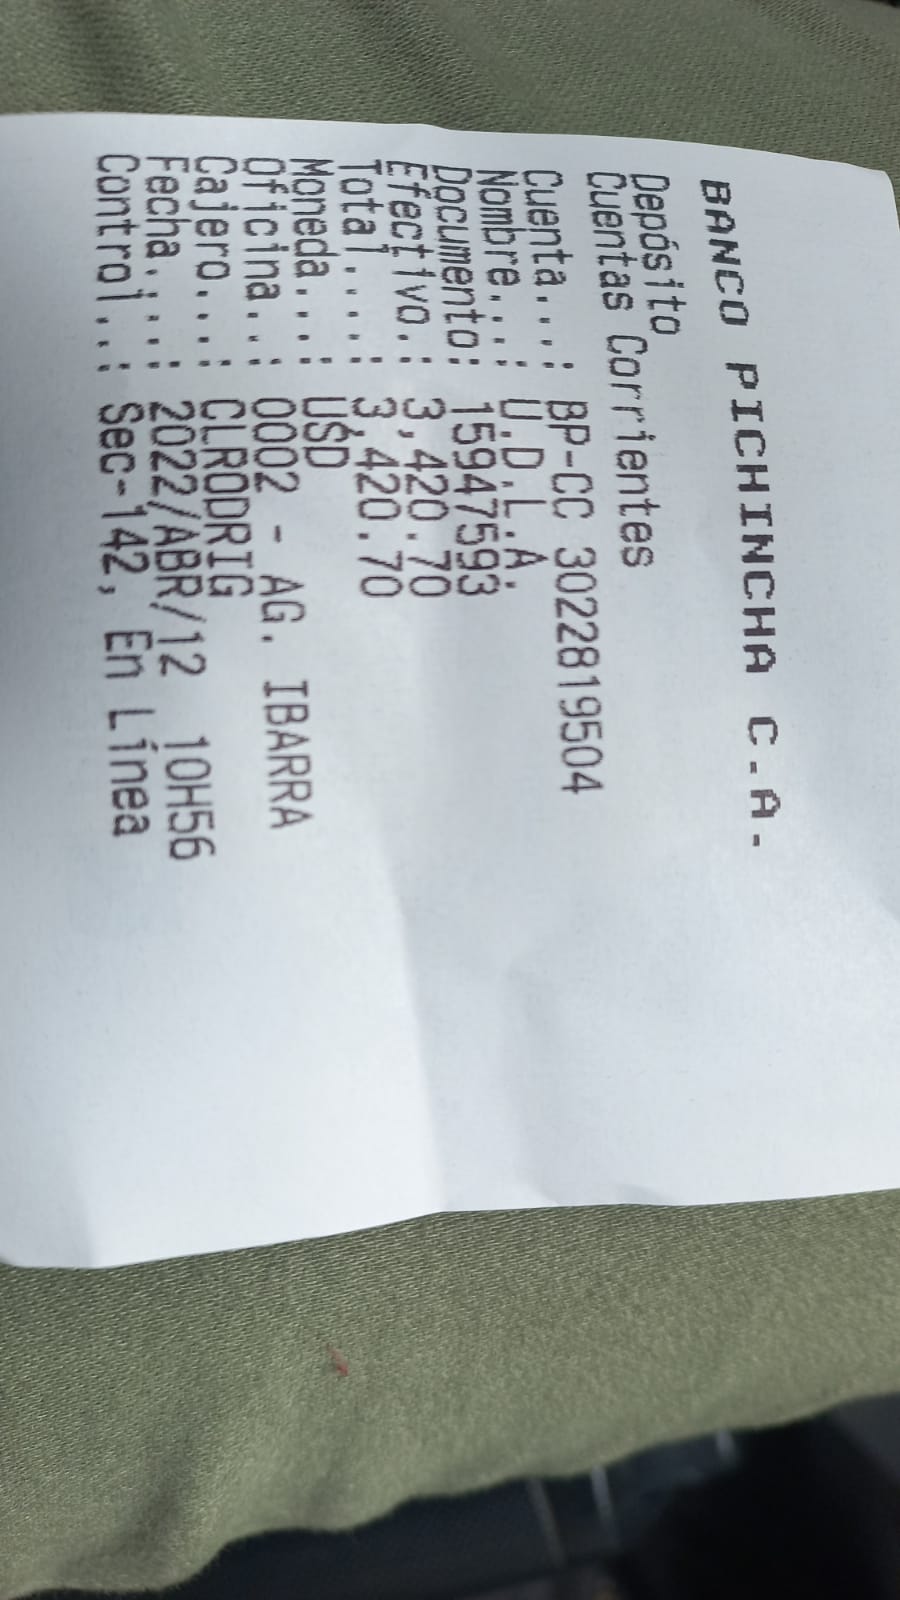 BANCO PICHINCHA C.A.
Depósito
Cuentas Corrientes
Cuenta...: BP-CC 3022819504
Nombre...: U.D.L.A.
Documento: 15947593
Efectivo.: 3,420.70
Total....: 3,420.70
Moneda...: USD
Oficina..: 0002 - AG. IBARRA
Cajero...: CLRODRIG
Fecha....: 2022/ABR/12 10H56
Control..: Sec-142, En Línea